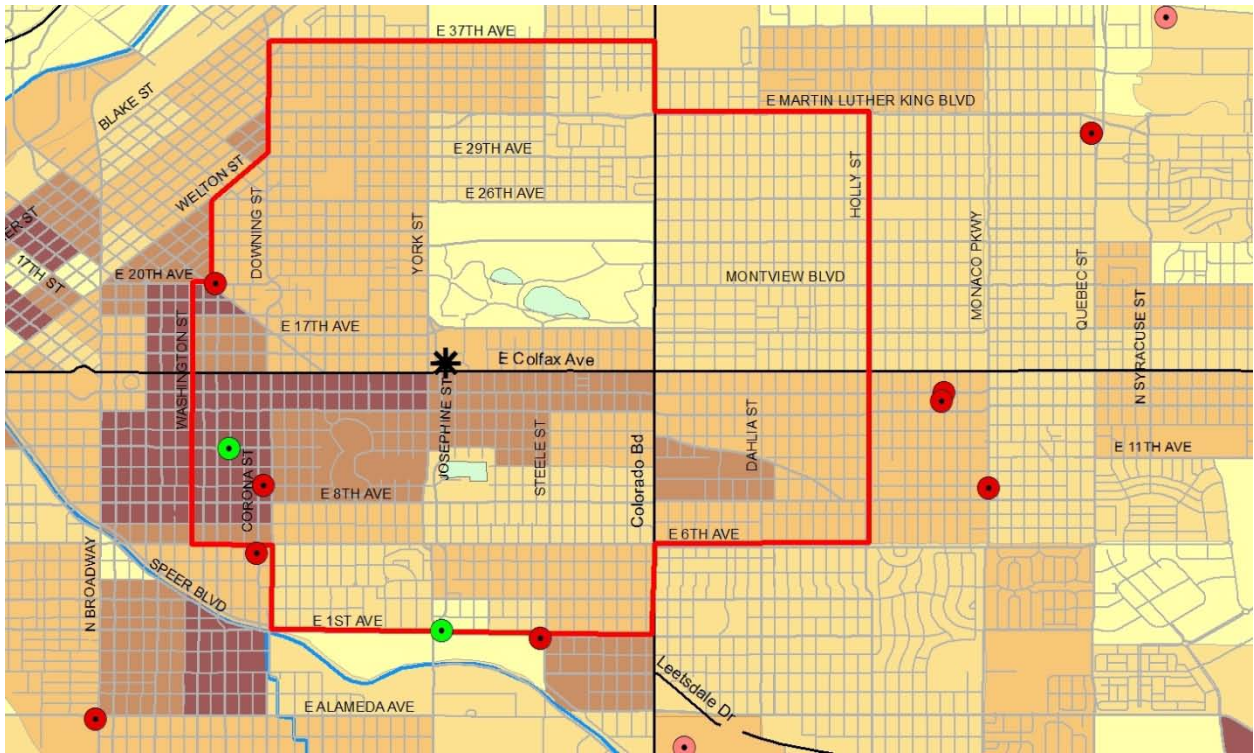 E 37TH AVE
BLAKE ST
E MARTIN LUTHER KING BLVD
E 29TH AVE
WELTON ST
E 26TH AVE
HOLLY ST
DOWNING ST
YORK ST
17TH ST
E 20TH AVE
MONTVIEW BLVD
MONACO PKWY
QUEBEC ST
N SYRACUSE ST
E 17TH AVE
WASHINGTON ST
E Colfax Ave
JOSEPHINE ST
STEELE ST
DAHLIA ST
E 11TH AVE
CORONA ST
E 8TH AVE
Colorado Bd
E 6TH AVE
SPEER BLVD
N BROADWAY
E 1ST AVE
Leetsdale Dr
E ALAMEDA AVE